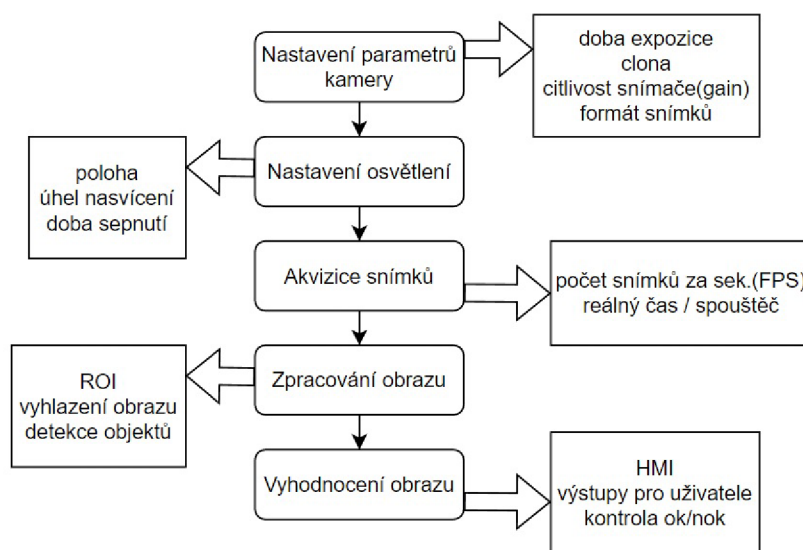 Nastavení parametrů
kamery
doba expozice
clona
citlivost snímače(gain)
formát snímků
Nastavení osvětlení
poloha
úhel nasvícení
doba sepnutí
Akvizice snímků
počet snímků za sek.(FPS)
reálný čas / spouštěč
Zpracování obrazu
ROI
vyhlazení obrazu
detekce objektů
Vyhodnocení obrazu
HMI
výstupy pro uživatele
kontrola ok/nok